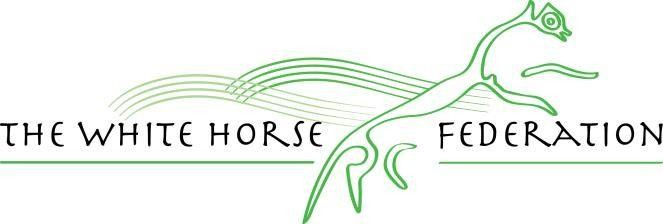 THE WHITE HORSE FEDERATION